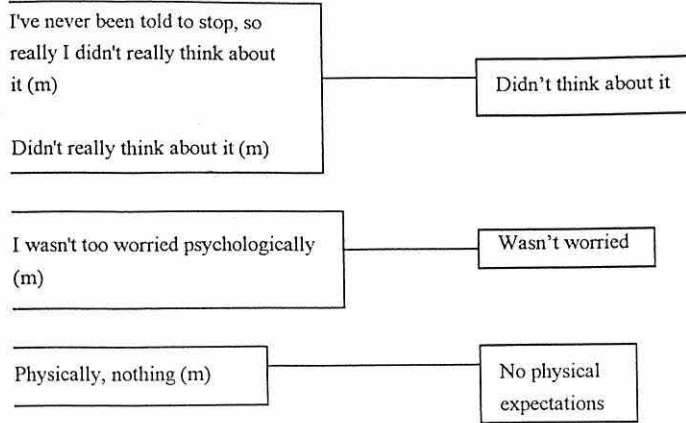 I've never been told to stop, so
really I didn't really think about
it (m)
Didn't really think about it (m)
Didn't think about it
I wasn't too worried psychologically
(m)
Wasn't worried
Physically, nothing (m)
No physical
expectations